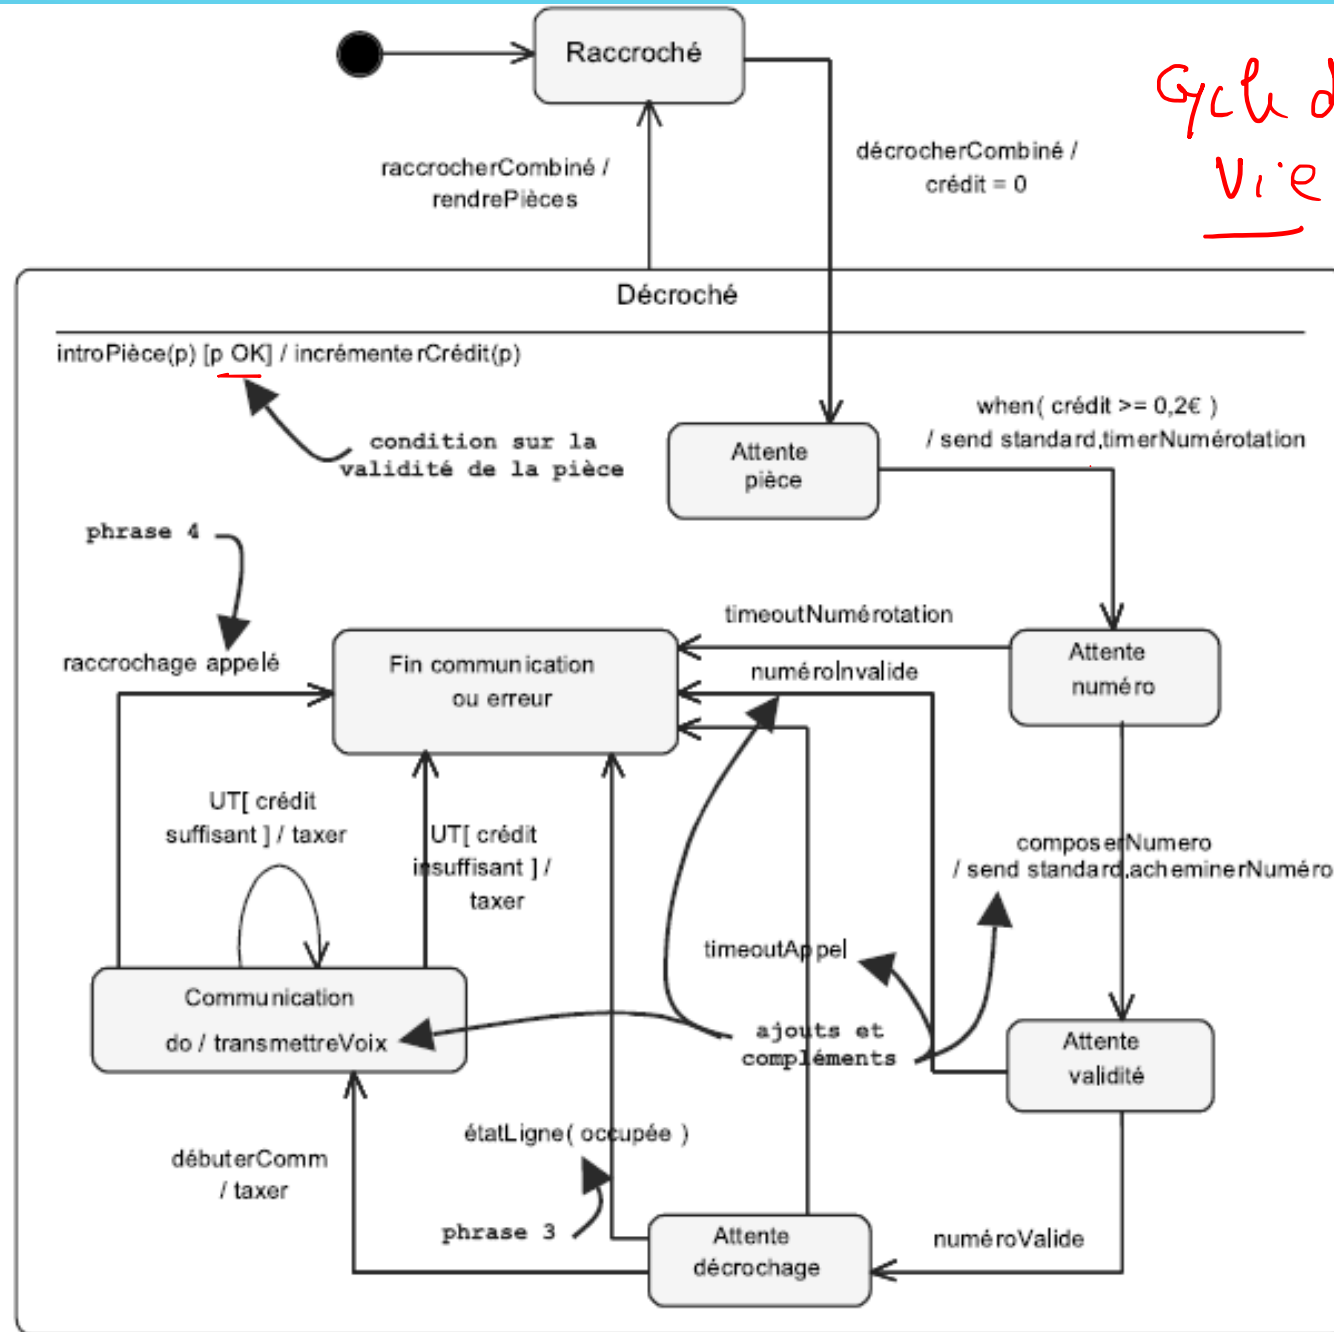 Raccroché
Cycle d
Vie
raccrocherCombiné /
rendrePièces
décrocherCombiné /
crédit = 0
Décroché
introPièce(p) [p OK] / incrémenterCrédit(p)
condition sur la
validité de la pièce
when( crédit >= 0,2€ )
/ send standard.timerNumérotation
Attente
pièce
phrase 4
raccrochage appelé
timeoutNumérotation
Fin communication
ou erreur
numéroInvalide
Attente
numéro
UT[ crédit
suffisant ] / taxer
UT[ crédit
insuffisant ] /
taxer
composerNumero
/ send standard.acheminerNuméro
timeoutAppel
Communication
do / transmettreVoix
ajouts et
compléments
Attente
validité
étatLigne( occupée )
débuterComm
/ taxer
phrase 3
Attente
décrochage
numéroValide